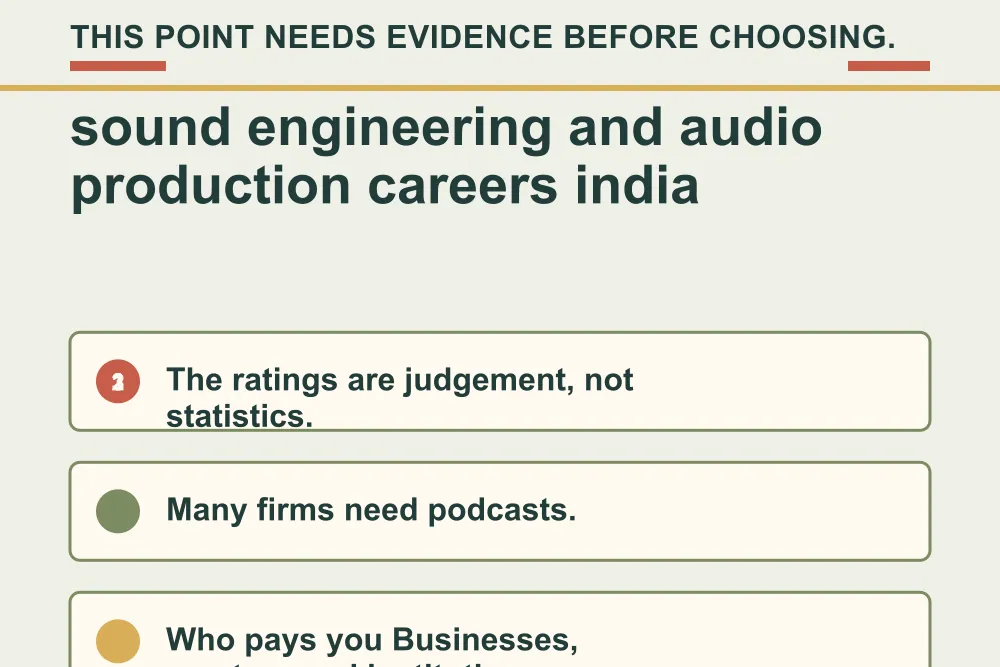 THIS POINT NEEDS EVIDENCE BEFORE CHOOSING.
sound engineering and audio
production careers india
The ratings are judgement, not
statistics.
Many firms need podcasts.
Who pays you Businesses,